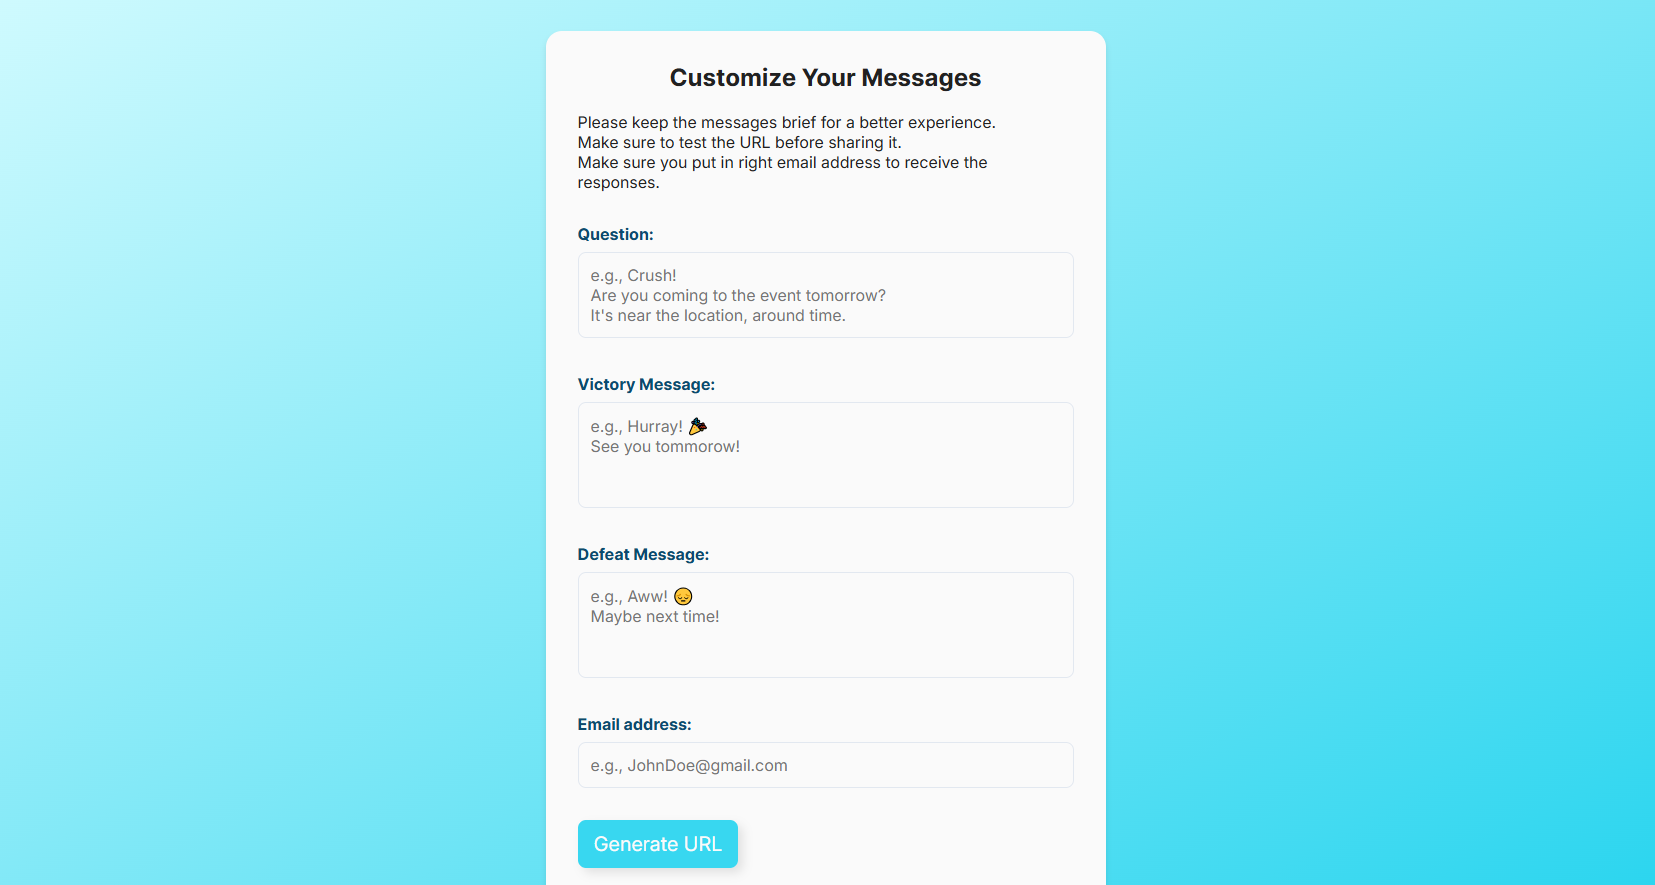 Customize Your Messages
Please keep the messages brief for a better experience.
Make sure to test the URL before sharing it.
Make sure you put in right email address to receive the
responses.
Question:
e.g., Crush!
Are you coming to the event tomorrow?
It's near the location, around time.
Victory Message:
e.g., Hurray! 🎉
See you tommorow!
Defeat Message:
e.g., Aww! 😔
Maybe next time!
Email address:
e.g., JohnDoe@gmail.com
Generate URL